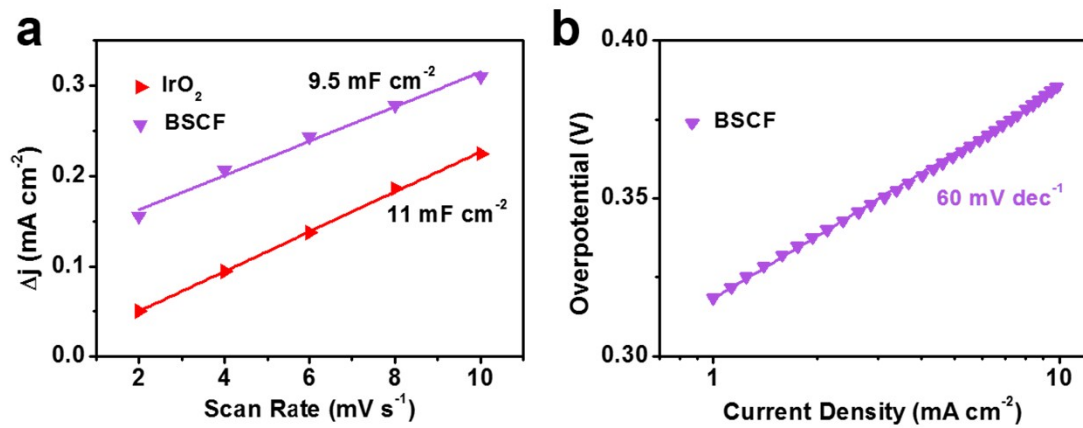 a
0.3
0.2
0.1
0.0
Δj (mA cm⁻²)
IrO₂
BSCF
9.5 mF cm⁻²
11 mF cm⁻²
2 4 6 8 10
Scan Rate (mV s⁻¹)
b
0.40
0.35
0.30
Overpotential (V)
BSCF
60 mV dec⁻¹
1 10
Current Density (mA cm⁻²)